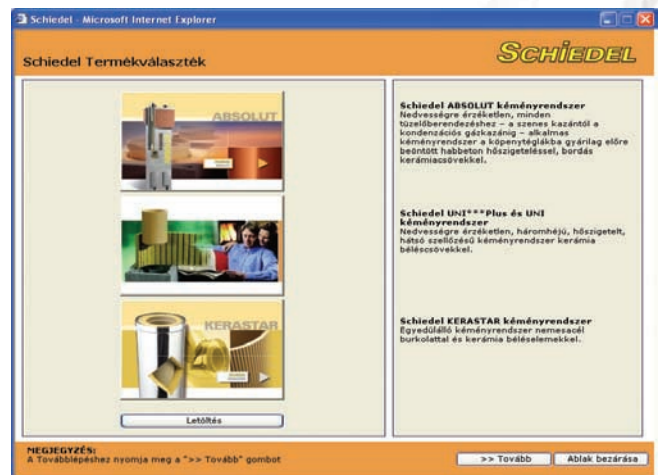 Schiedel - Microsoft Internet Explorer
Schiedel Termékválaszték
SCHIEDEL
ABSOLUT
KERASTAR
Letöltés
Schiedel ABSOLUT kéményrendszer
Nedvességre érzéketlen, minden
tüzelőberendezéshez – a szenes kazántól a
kondenzációs gázkazánig – alkalmas
kéményrendszer a köpenytéglákba gyárilag előre
beöntött habbeton hőszigeteléssel, bordás
kerámiacsövekkel.
Schiedel UNI***Plus és UNI
kéményrendszer
Nedvességre érzéketlen, háromhéjú, hőszigetelt,
hátsó szellőzésű kéményrendszer kerámia
béléscsövekkel.
Schiedel KERASTAR kéményrendszer
Egyedülálló kéményrendszer nemesacél
burkolattal és kerámia béléselemekkel.
MEGJEGYZÉS:
A Továbblépéshez nyomja meg a ">> Tovább" gombot
>> Tovább
Ablak bezárása